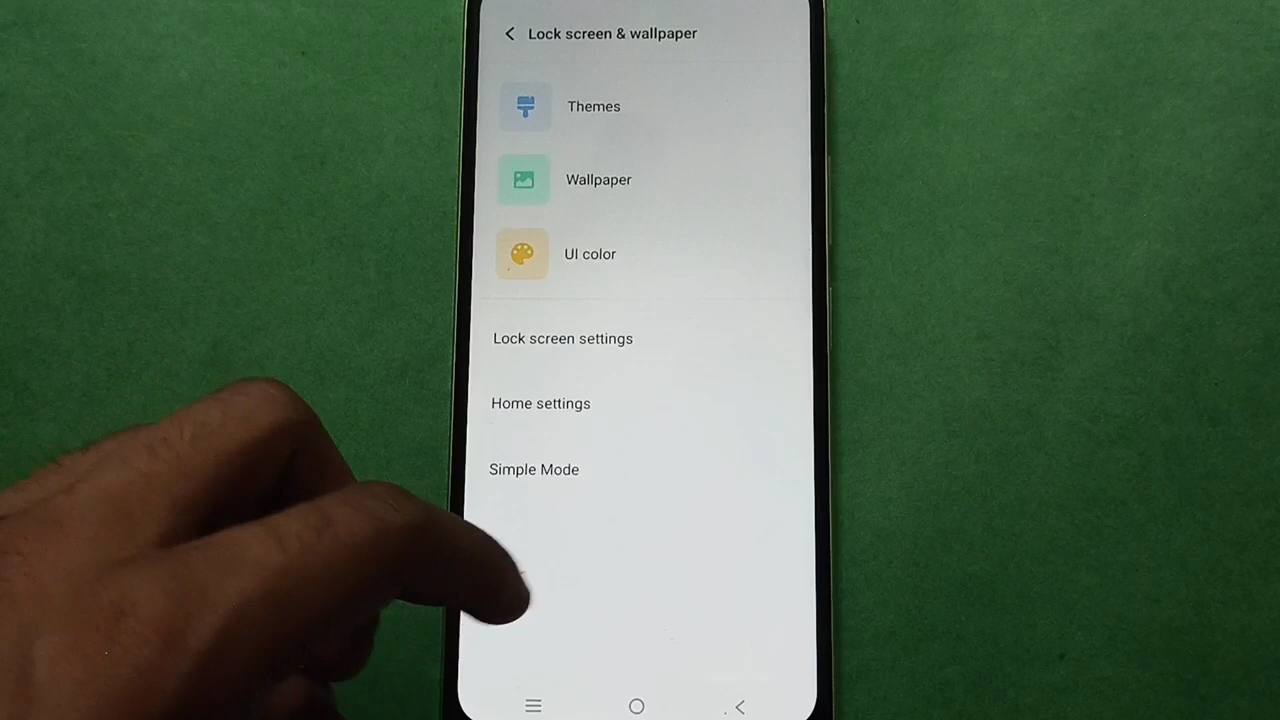 Lock screen & wallpaper
Themes
Wallpaper
UI color
Lock screen settings
Home settings
Simple Mode